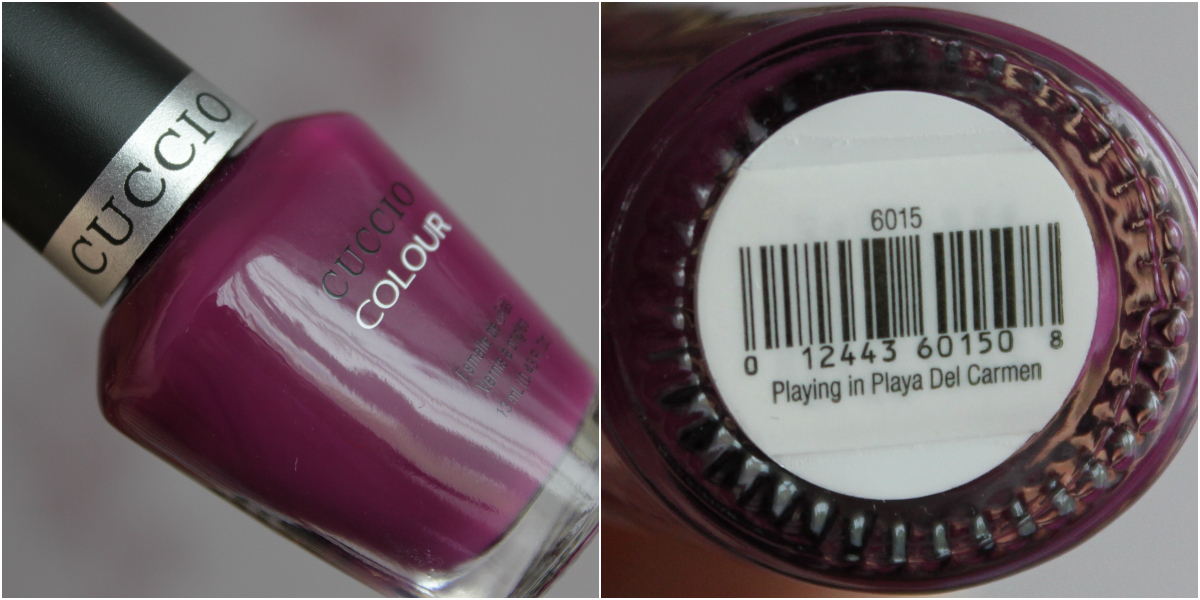 CUCCIO
CUCCIO
COLOUR
6015
0 12443 60150 8
Playing in Playa Del Carmen